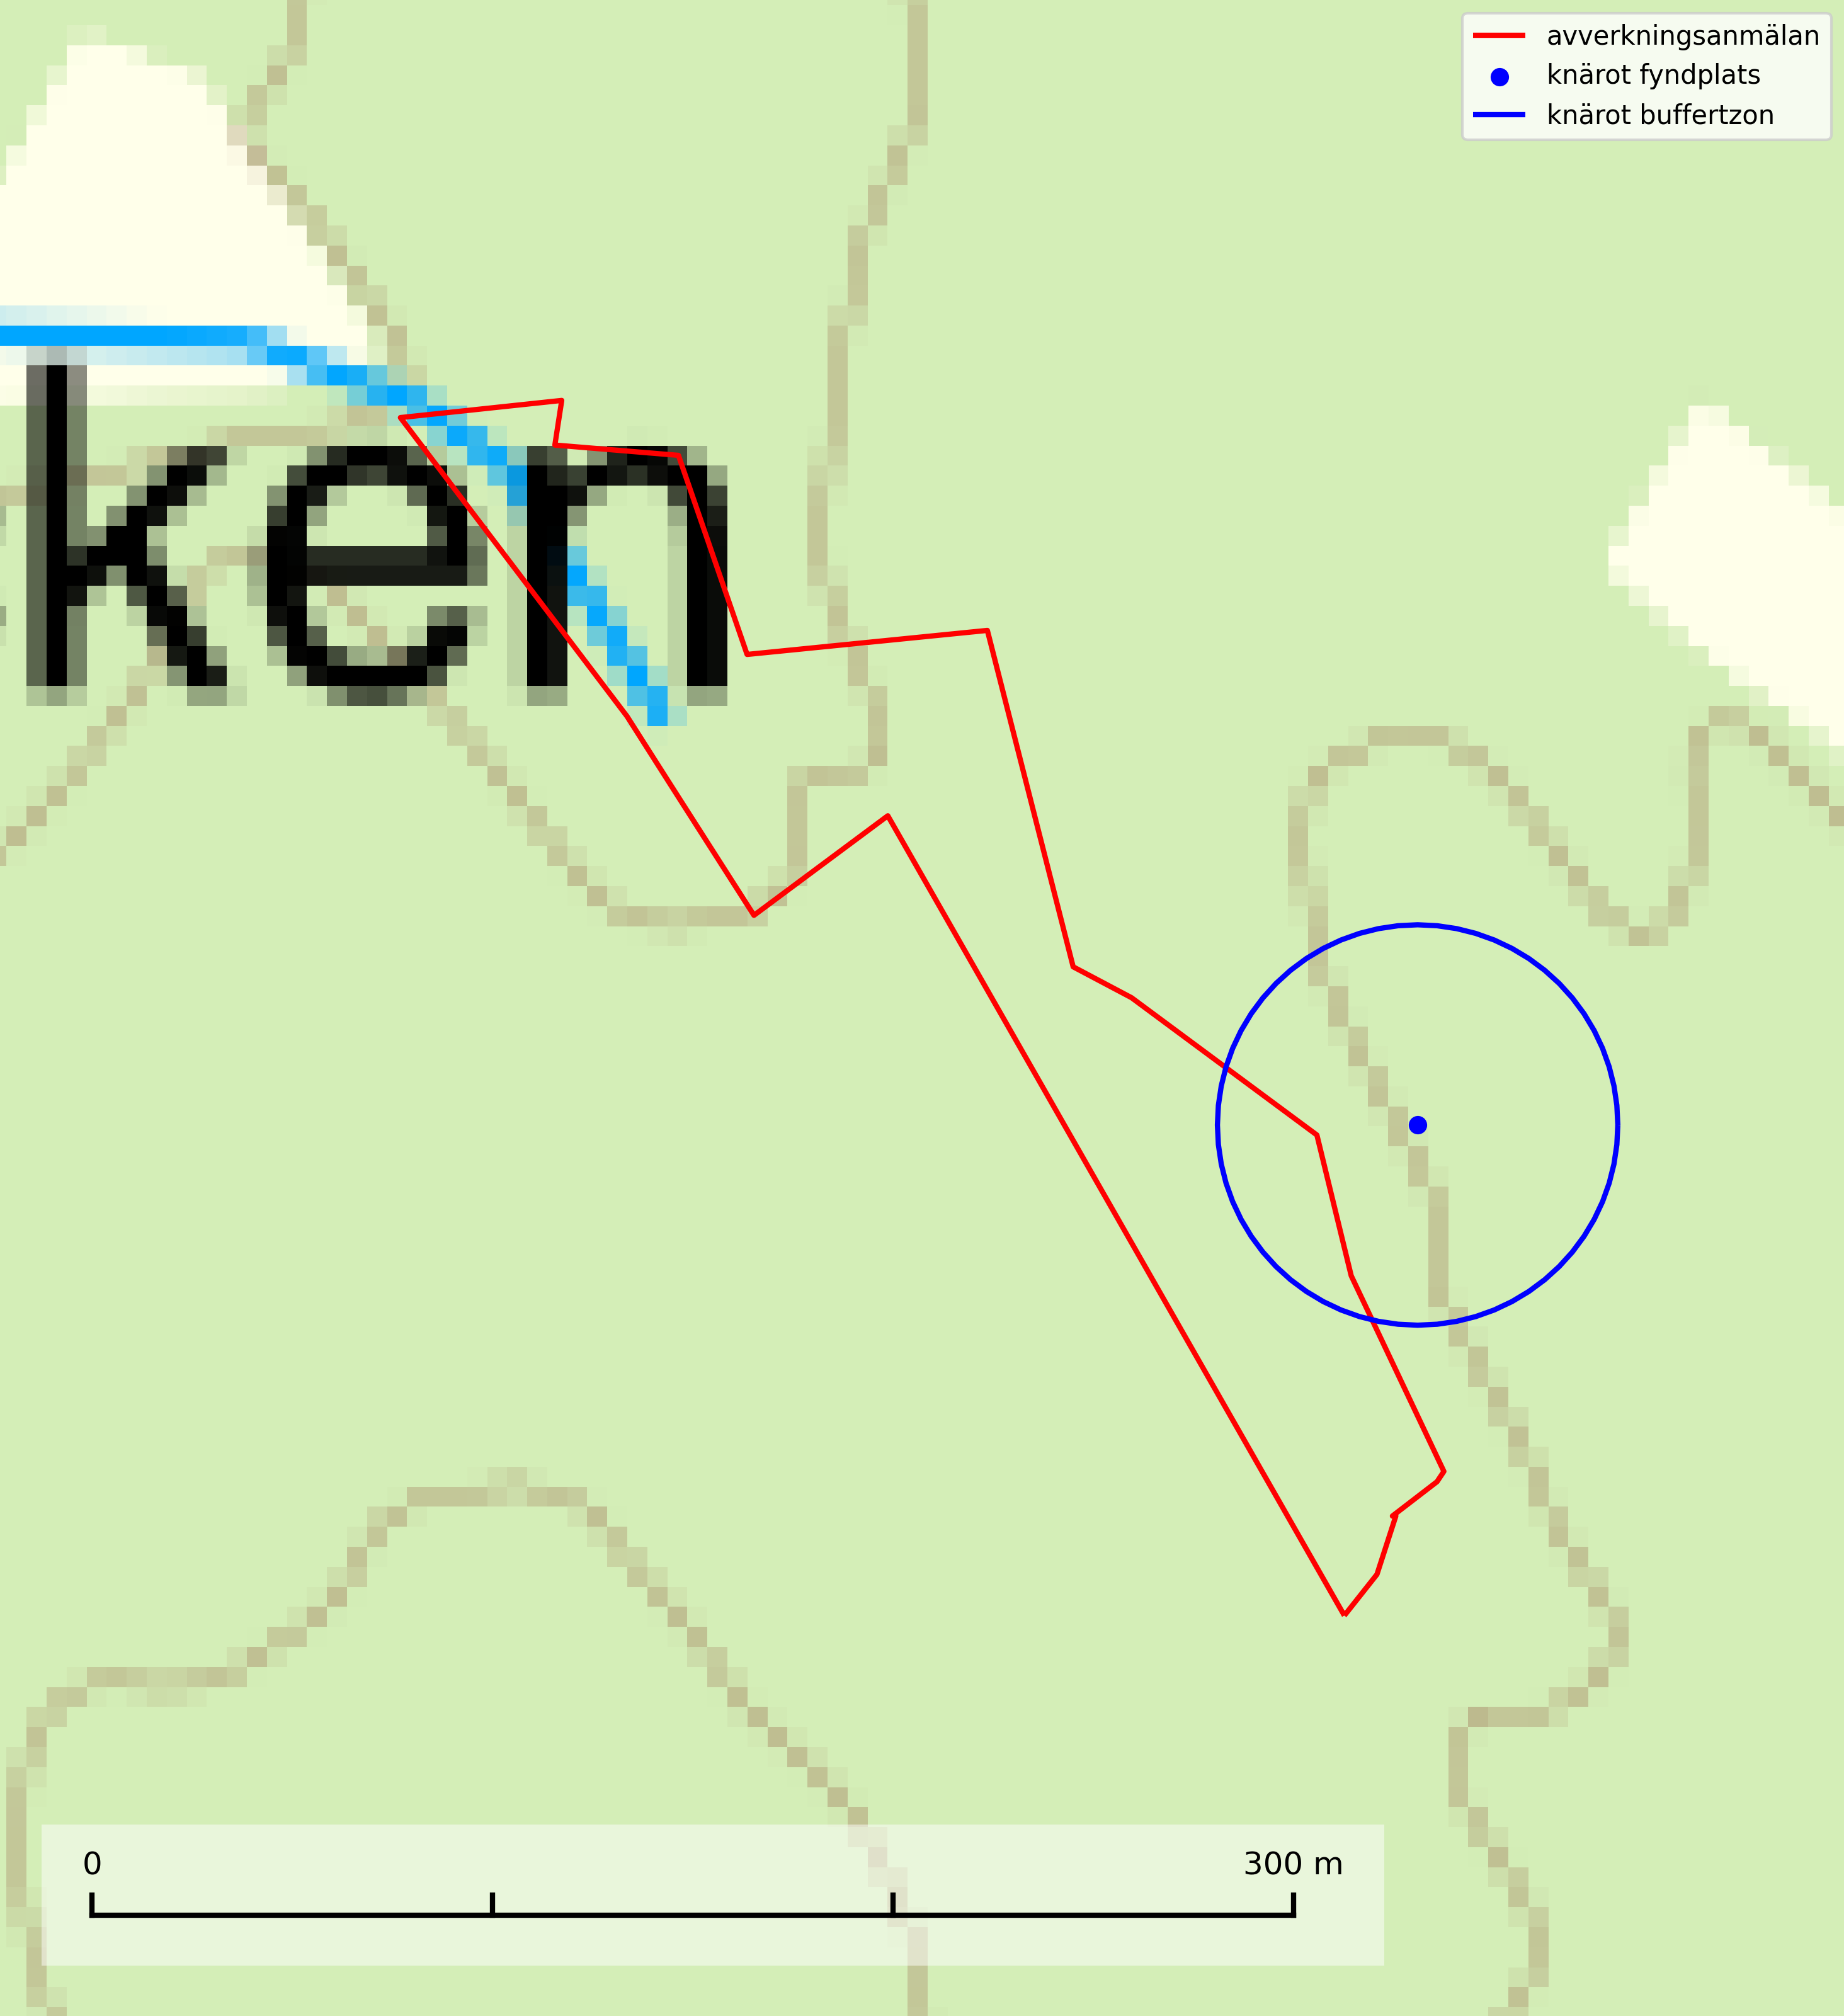 avverkningsanmälan
knärot fyndplats
knärot buffertzon
ken
0 300 m